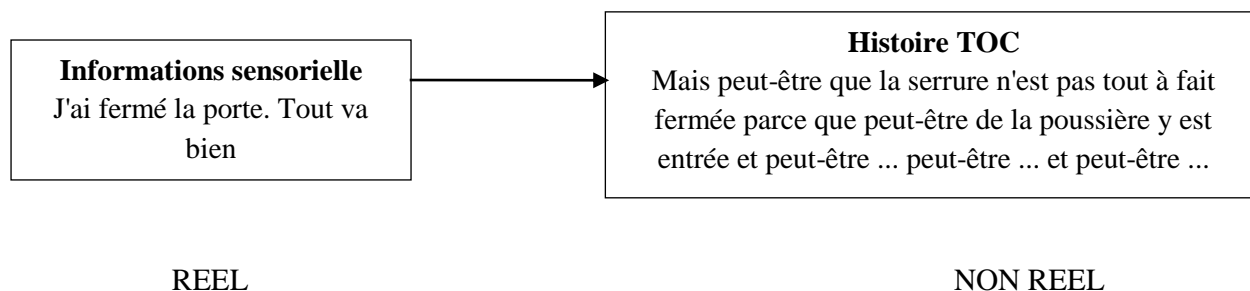 Informations sensorielle
J'ai fermé la porte. Tout va
bien
Histoire TOC
Mais peut-être que la serrure n'est pas tout à fait
fermée parce que peut-être de la poussière y est
entrée et peut-être ... peut-être ... et peut-être ...
REEL
NON REEL